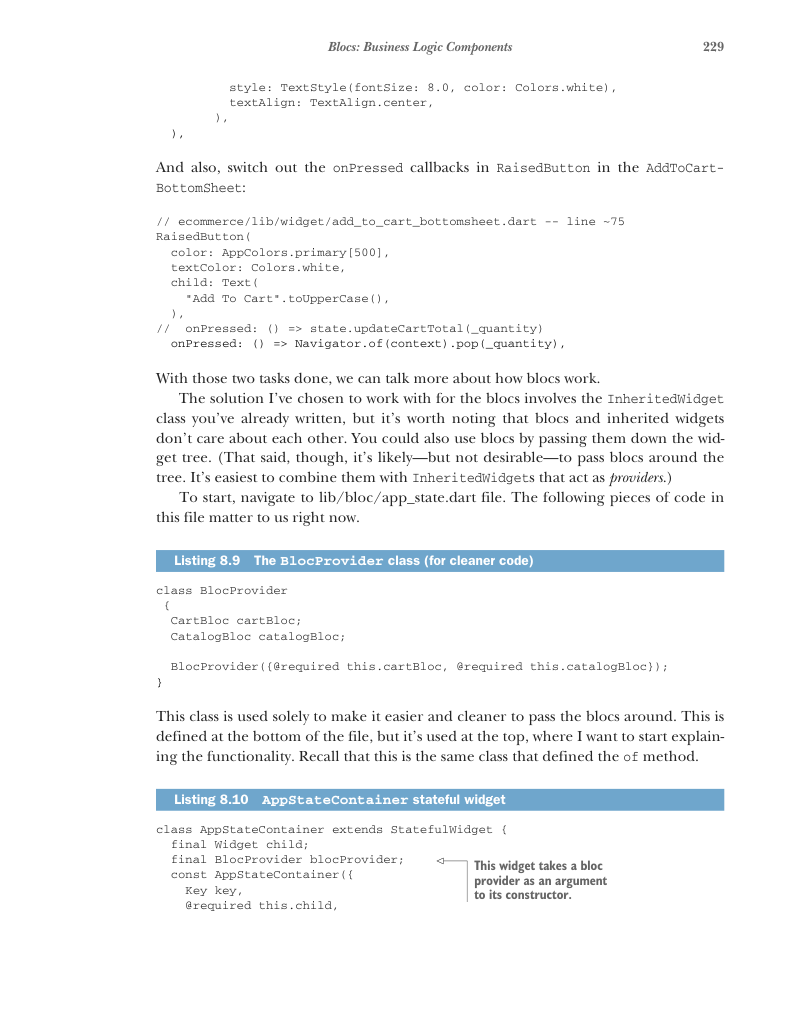 Blocs: Business Logic Components 229
style: TextStyle(fontSize: 8.0, color: Colors.white),
textAlign: TextAlign.center,
),
),
And also, switch out the onPressed callbacks in RaisedButton in the AddToCart-
BottomSheet:
// ecommerce/lib/widget/add_to_cart_bottomsheet.dart -- line ~75
RaisedButton(
color: AppColors.primary[500],
textColor: Colors.white,
child: Text(
"Add To Cart".toUpperCase(),
),
// onPressed: () => state.updateCartTotal(_quantity)
onPressed: () => Navigator.of(context).pop(_quantity),
With those two tasks done, we can talk more about how blocs work.
The solution I've chosen to work with for the blocs involves the InheritedWidget
class you've already written, but it's worth noting that blocs and inherited widgets
don't care about each other. You could also use blocs by passing them down the wid-
get tree. (That said, though, it's likely—but not desirable—to pass blocs around the
tree. It's easiest to combine them with InheritedWidgets that act as providers.)
To start, navigate to lib/bloc/app_state.dart file. The following pieces of code in
this file matter to us right now.
Listing 8.9 The BlocProvider class (for cleaner code)
class BlocProvider
{
CartBloc cartBloc;
CatalogBloc catalogBloc;
BlocProvider({@required this.cartBloc, @required this.catalogBloc});
}
This class is used solely to make it easier and cleaner to pass the blocs around. This is
defined at the bottom of the file, but it's used at the top, where I want to start explain-
ing the functionality. Recall that this is the same class that defined the of method.
Listing 8.10 AppStateContainer stateful widget
class AppStateContainer extends StatefulWidget {
final Widget child;
final BlocProvider blocProvider;
const AppStateContainer({
Key key,
@required this.child,
This widget takes a bloc
provider as an argument
to its constructor.